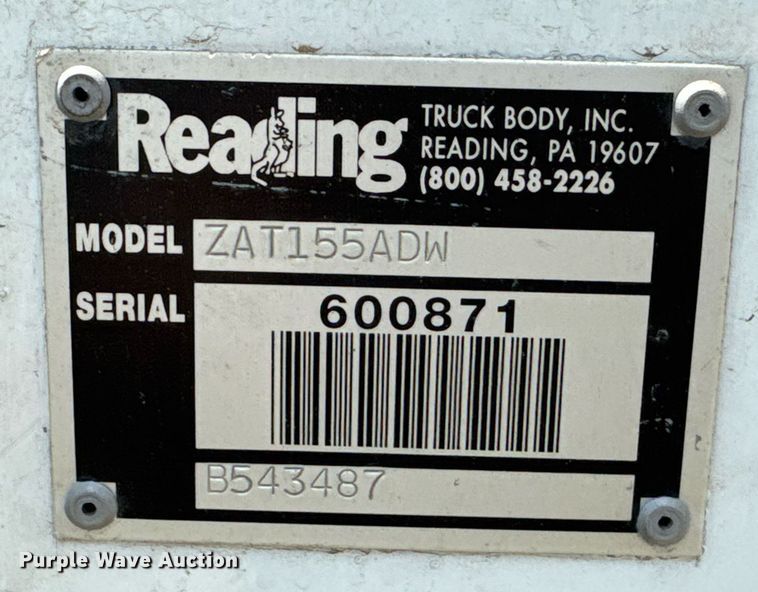 Reading
TRUCK BODY, INC.
READING, PA 19607
(800) 458-2226
MODEL ZAT155ADW
SERIAL 600871
B543487
Purple Wave Auction